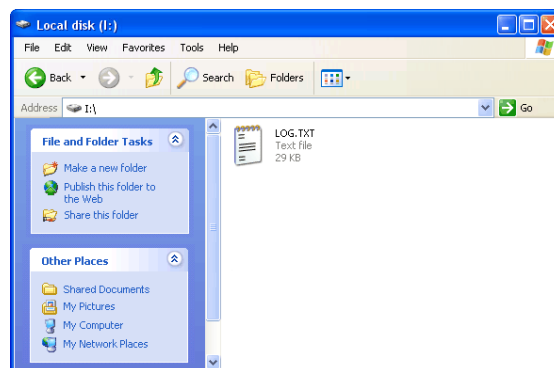 Local disk (I:)
File Edit View Favorites Tools Help
Back Search Folders
Address I:\ Go
File and Folder Tasks
Make a new folder
Publish this folder to
the Web
Share this folder
Other Places
Shared Documents
My Pictures
My Computer
My Network Places
LOG.TXT
Text file
29 KB